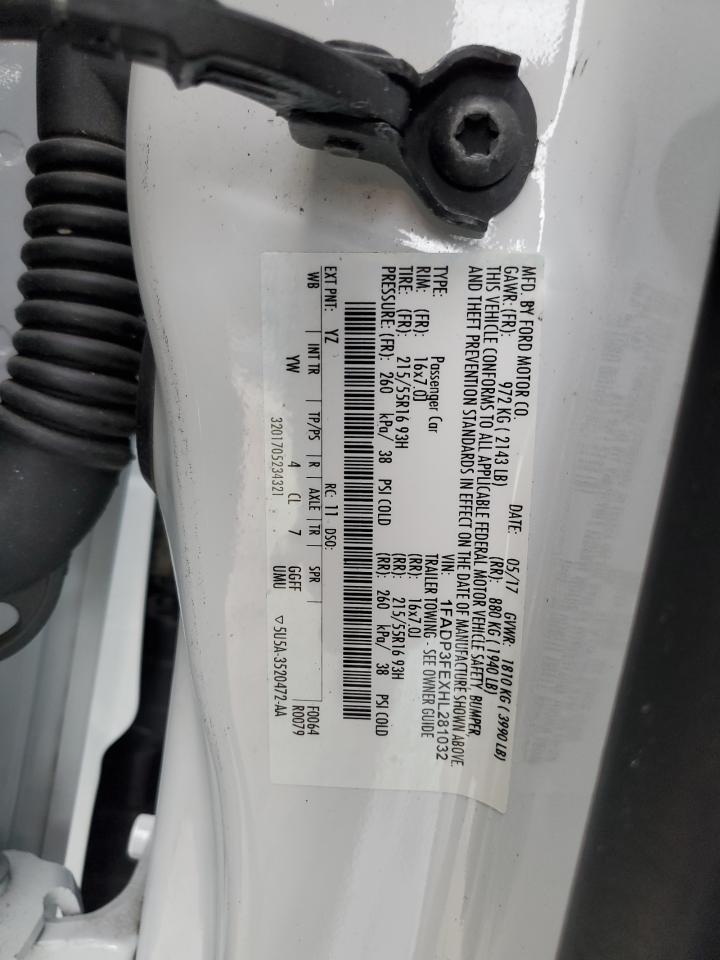 MFD. BY FORD MOTOR CO.
DATE: 05/17 GVWR: 1810 KG ( 3990 LB)
GAWR: (FR): 972 KG ( 2143 LB) (RR): 880 KG ( 1940 LB)
THIS VEHICLE CONFORMS TO ALL APPLICABLE FEDERAL MOTOR VEHICLE SAFETY BUMPER,
AND THEFT PREVENTION STANDARDS IN EFFECT ON THE DATE OF MANUFACTURE SHOWN ABOVE.
VIN: 1FADP3FEXHL281032
TYPE: Passenger Car TRAILER TOWING - SEE OWNER GUIDE
RIM: (FR): 16x7.0J (RR): 16x7.0J
TIRE: (FR): 215/55R16 93H (RR): 215/55R16 93H
PRESSURE: (FR): 260 kPa/ 38 PSI COLD (RR): 260 kPa/ 38 PSI COLD
EXT PNT: YZ RC: 11 DSO: F0064
WB INT TR TP/PS R AXLE TR SPR R0079
YW 4 CL 7 GGFF
UMU
3201705234321 ▽5U5A-3520472-AA